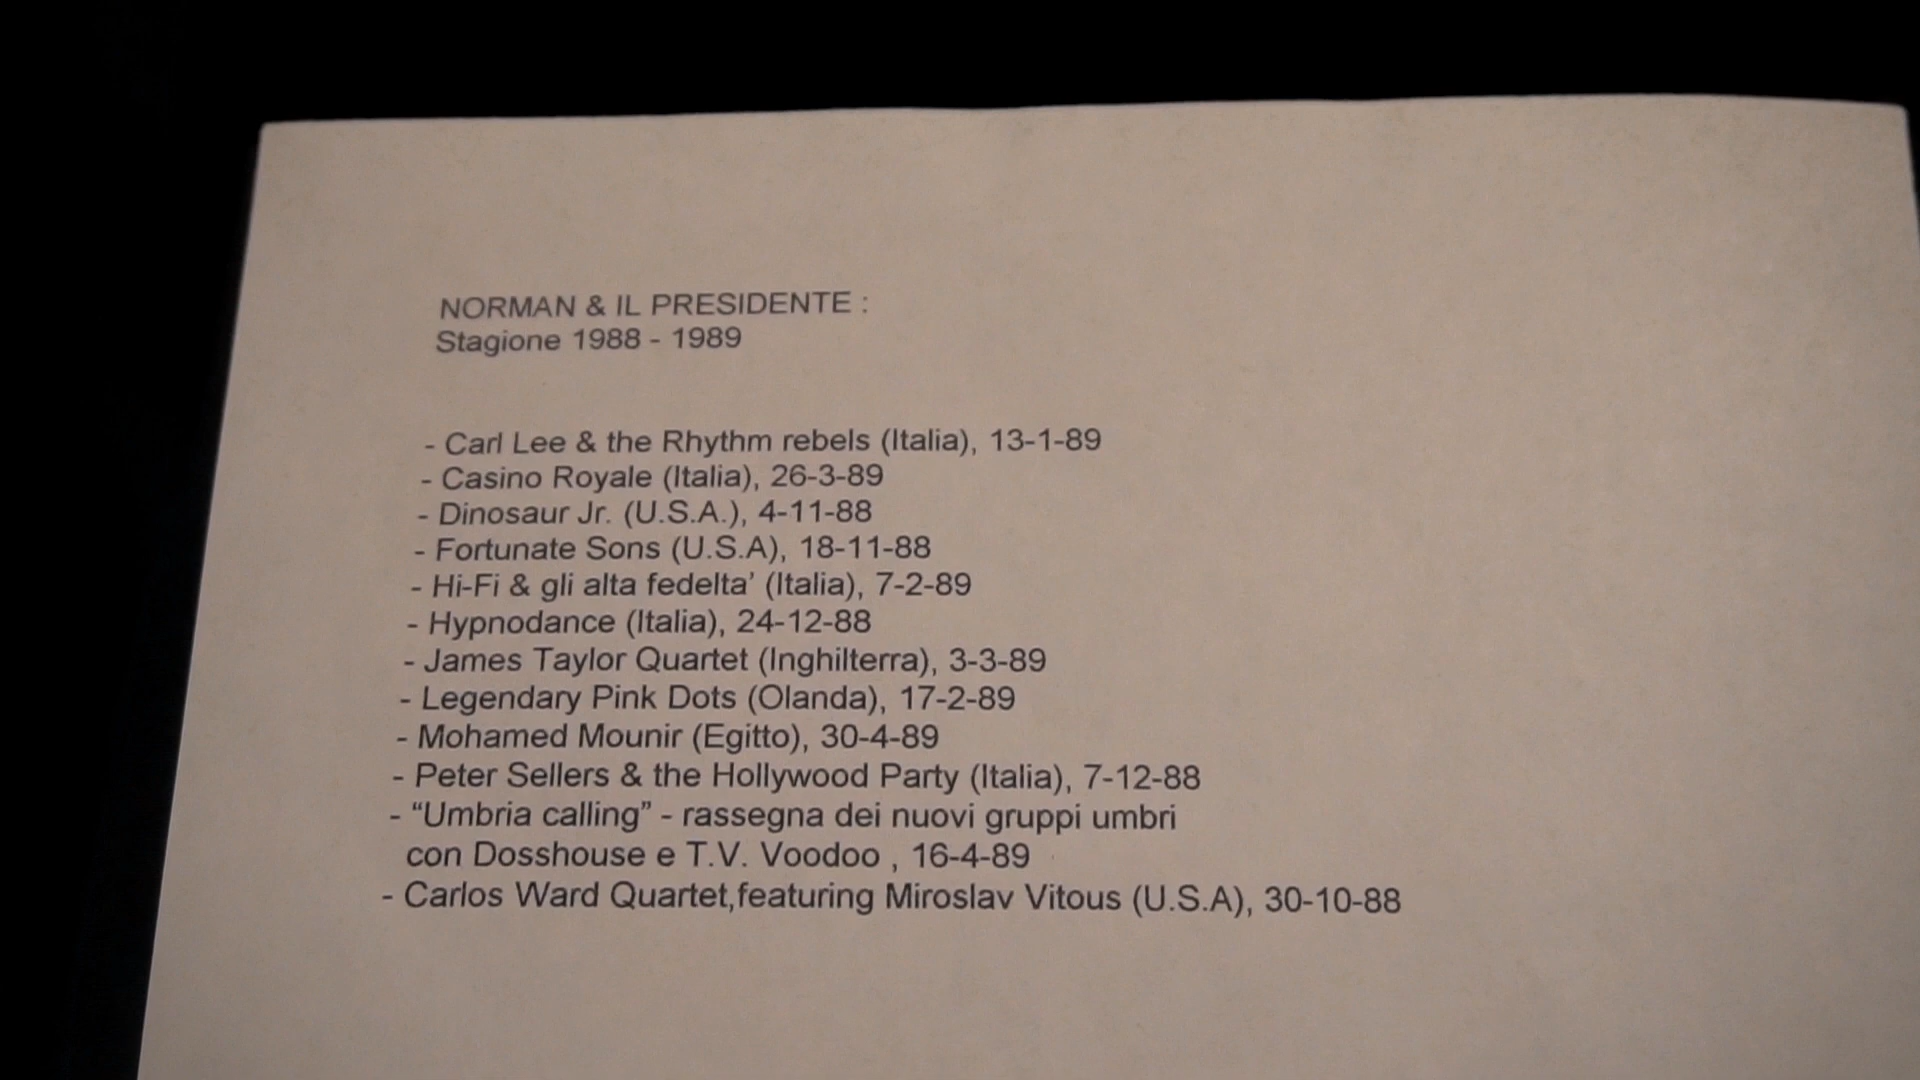 NORMAN & IL PRESIDENTE :
Stagione 1988 - 1989
- Carl Lee & the Rhythm rebels (Italia), 13-1-89
- Casino Royale (Italia), 26-3-89
- Dinosaur Jr. (U.S.A.), 4-11-88
- Fortunate Sons (U.S.A), 18-11-88
- Hi-Fi & gli alta fedelta’ (Italia), 7-2-89
- Hypnodance (Italia), 24-12-88
- James Taylor Quartet (Inghilterra), 3-3-89
- Legendary Pink Dots (Olanda), 17-2-89
- Mohamed Mounir (Egitto), 30-4-89
- Peter Sellers & the Hollywood Party (Italia), 7-12-88
- “Umbria calling” - rassegna dei nuovi gruppi umbri
con Dosshouse e T.V. Voodoo , 16-4-89
- Carlos Ward Quartet,featuring Miroslav Vitous (U.S.A), 30-10-88